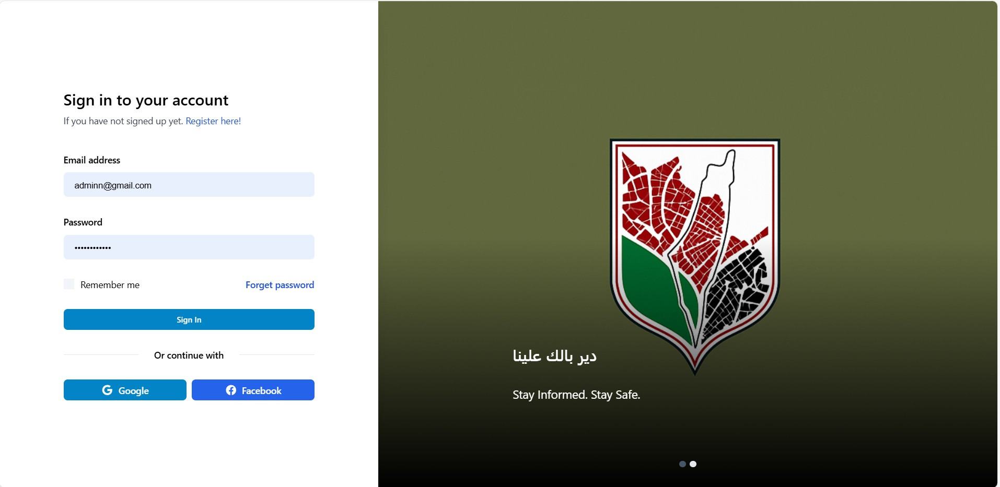 Sign in to your account
If you have not signed up yet. Register here!
Email address
adminn@gmail.com
Password
••••••••••••
Remember me
Forget password
Sign In
Or continue with
Google
Facebook
دير بالك علينا
Stay Informed. Stay Safe.